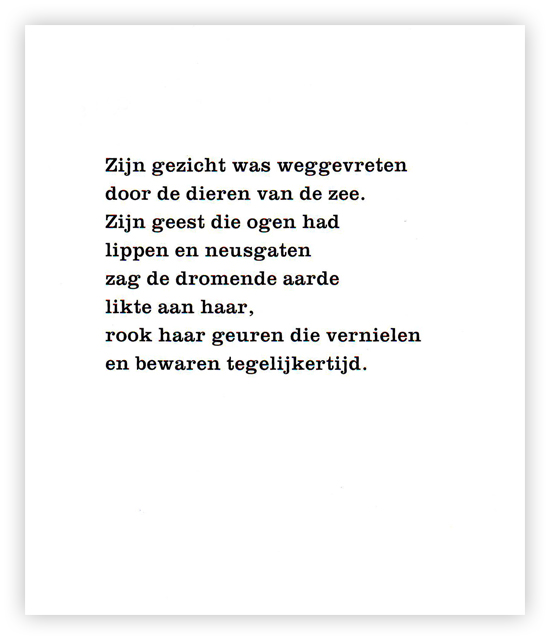 Zijn gezicht was weggevreten
door de dieren van de zee.
Zijn geest die ogen had
lippen en neusgaten
zag de dromende aarde
likte aan haar,
rook haar geuren die vernielen
en bewaren tegelijkertijd.